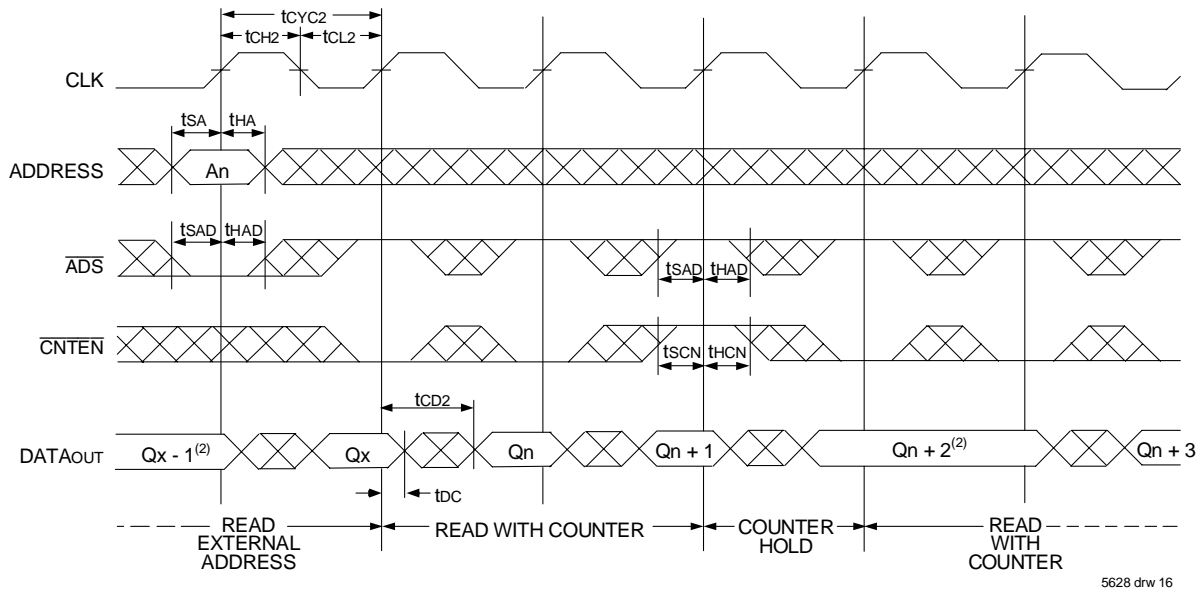 tCYC2
tCH2 tCL2
CLK
tSA tHA
ADDRESS An
tSAD tHAD
ADS tSAD tHAD
CNTEN
tSCN tHCN
tCD2
DATAOUT Qx - 1(2) Qx Qn Qn + 1 Qn + 2(2) Qn + 3
tDC
READ EXTERNAL ADDRESS
READ WITH COUNTER
COUNTER HOLD
READ WITH COUNTER
5628 drw 16